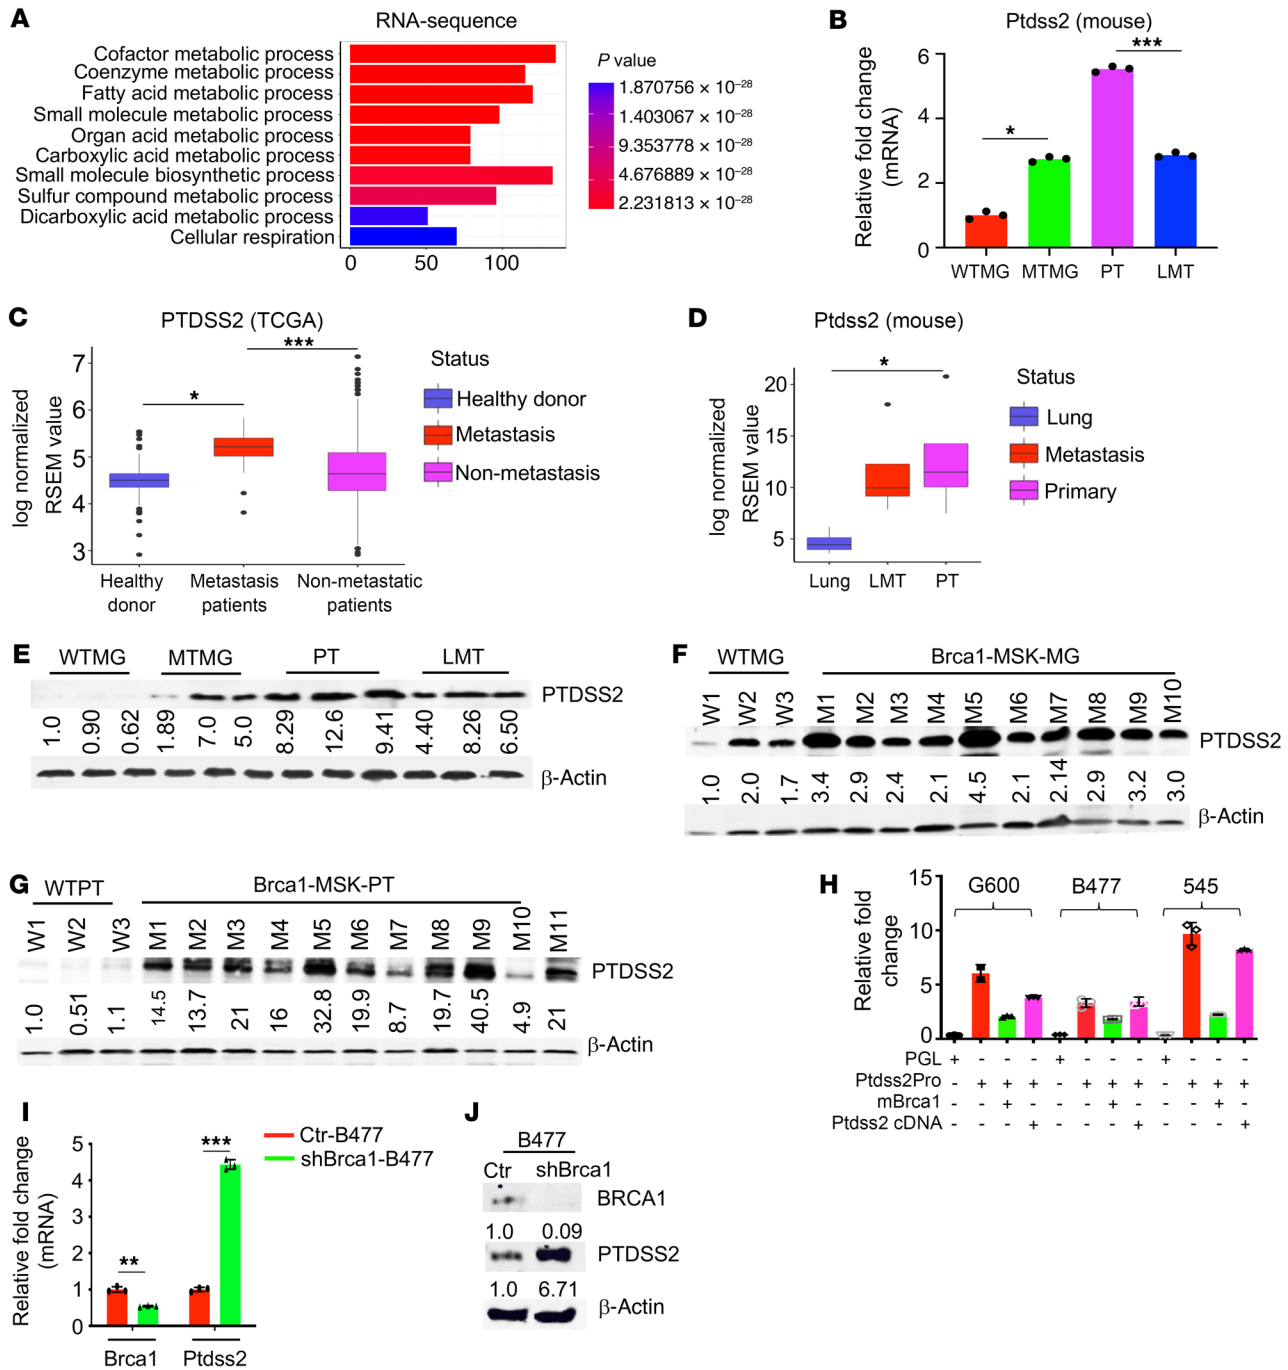 A
RNA-sequence
Cofactor metabolic process
Coenzyme metabolic process
Fatty acid metabolic process
Small molecule metabolic process
Organ acid metabolic process
Carboxylic acid metabolic process
Small molecule biosynthetic process
Sulfur compound metabolic process
Dicarboxylic acid metabolic process
Cellular respiration
0 50 100
P value
1.870756 × 10⁻²⁸
1.403067 × 10⁻²⁸
9.353778 × 10⁻²⁸
4.676889 × 10⁻²⁸
2.231813 × 10⁻²⁸
B
Ptdss2 (mouse)
Relative fold change
(mRNA)
6
4
2
0
*
***
WTMG MTMG PT LMT
C
PTDSS2 (TCGA)
log normalized
RSEM value
7
6
5
4
3
*
***
Healthy donor
Metastasis patients
Non-metastatic patients
Status
Healthy donor
Metastasis
Non-metastasis
D
Ptdss2 (mouse)
log normalized
RSEM value
20
15
10
5
*
Lung LMT PT
Status
Lung
Metastasis
Primary
E
WTMG MTMG PT LMT
PTDSS2
1.0 0.90 0.62 1.89 7.0 5.0 8.29 12.6 9.41 4.40 8.26 6.50
β-Actin
F
WTMG Brca1-MSK-MG
W1 W2 W3 M1 M2 M3 M4 M5 M6 M7 M8 M9 M10
PTDSS2
1.0 2.0 1.7 3.4 2.9 2.4 2.1 4.5 2.1 2.14 2.9 3.2 3.0
β-Actin
G
WTPT Brca1-MSK-PT
W1 W2 W3 M1 M2 M3 M4 M5 M6 M7 M8 M9 M10 M11
PTDSS2
1.0 0.51 1.1 14.5 13.7 21 16 32.8 19.9 8.7 19.7 40.5 4.9 21
β-Actin
H
Relative fold
change
15
10
5
0
G600 B477 545
PGL + - - - + - - - + - - -
Ptdss2Pro - + + + - + + + - + + +
mBrca1 - - + - - - + - - - + -
Ptdss2 cDNA - - - + - - - + - - - +
I
Relative fold change
(mRNA)
5
4
3
2
1
0
**
***
Brca1 Ptdss2
Ctr-B477
shBrca1-B477
J
B477
Ctr shBrca1
BRCA1
1.0 0.09
PTDSS2
1.0 6.71
β-Actin